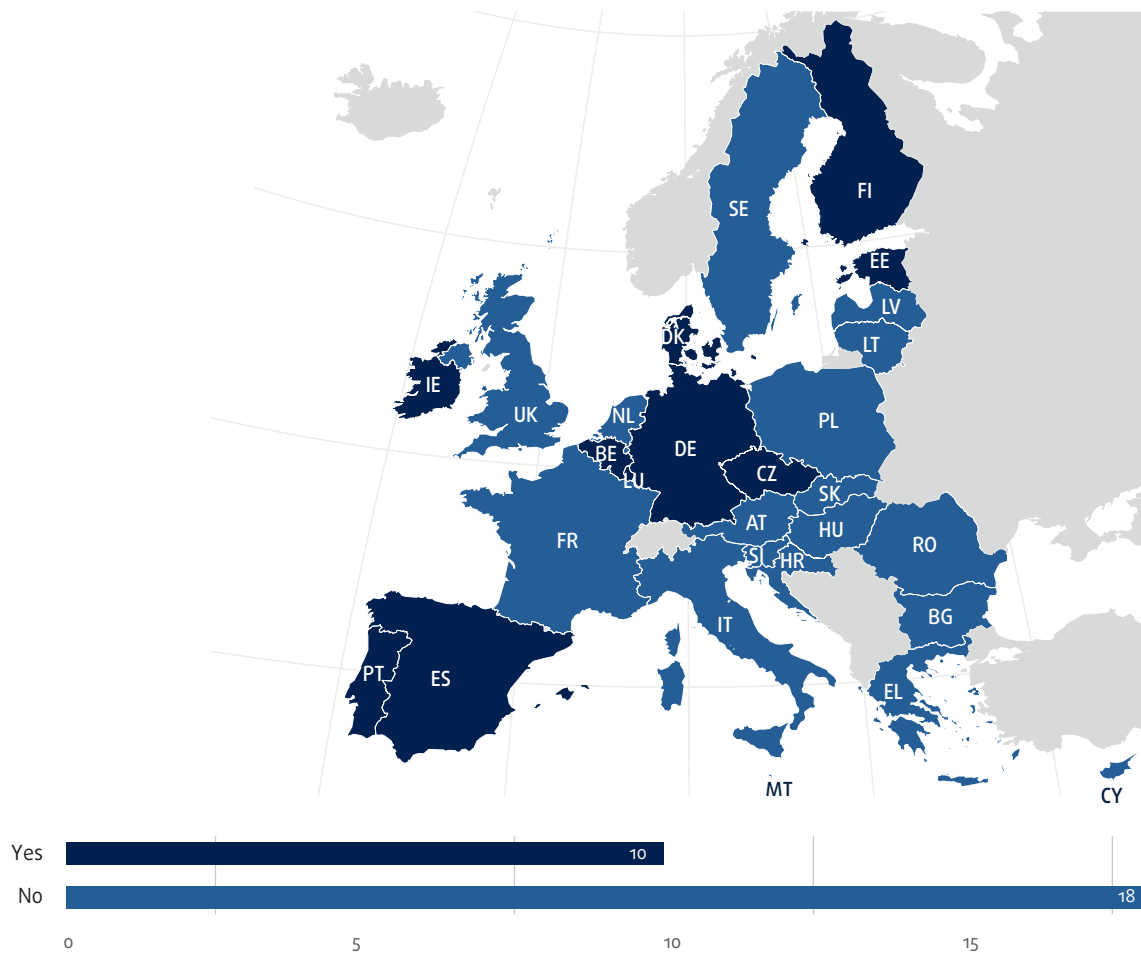 FI
SE
EE
LV
DK
LT
IE
NL
UK
PL
DE
BE
CZ
LU
SK
AT
HU
FR
RO
SI
HR
BG
IT
PT
ES
EL
MT
CY
Yes
10
No
18
0
5
10
15